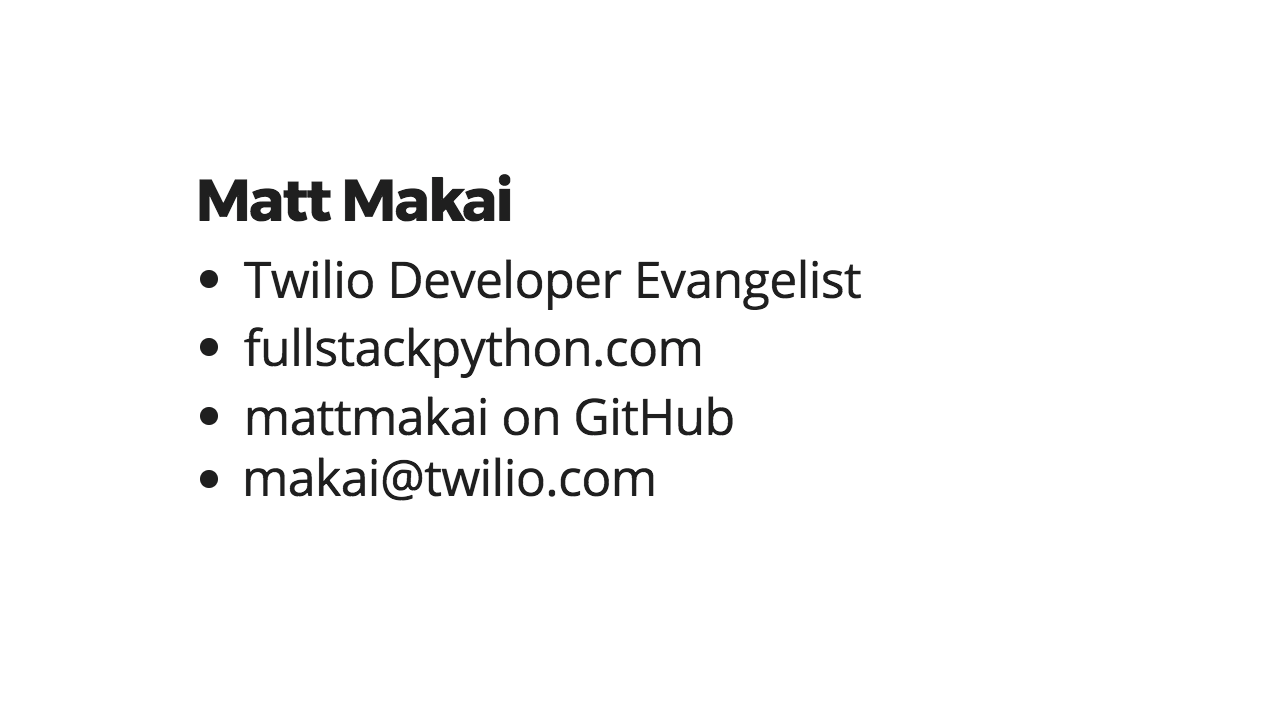 Matt Makai
• Twilio Developer Evangelist
• fullstackpython.com
• mattmakai on GitHub
• makai@twilio.com